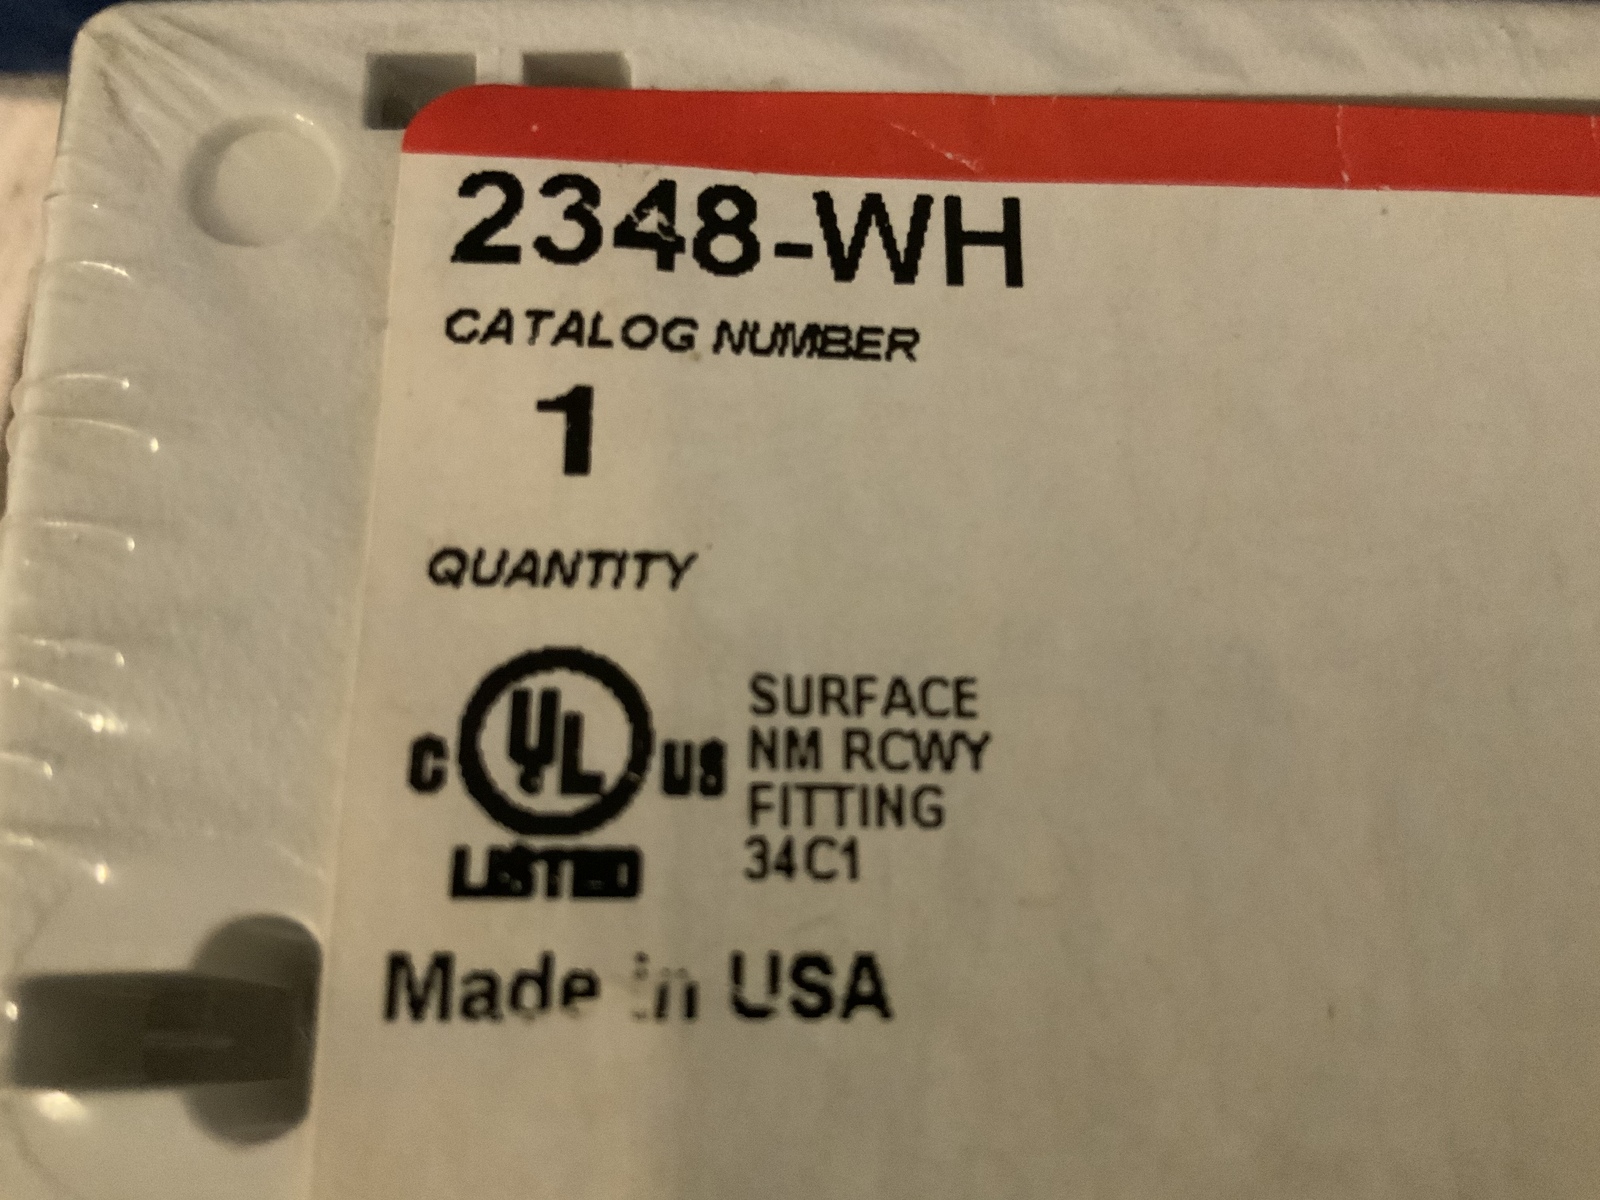 2348-WH
CATALOG NUMBER
1
QUANTITY
C UL US
LISTED
SURFACE
NM RCWY
FITTING
34C1
Made in USA